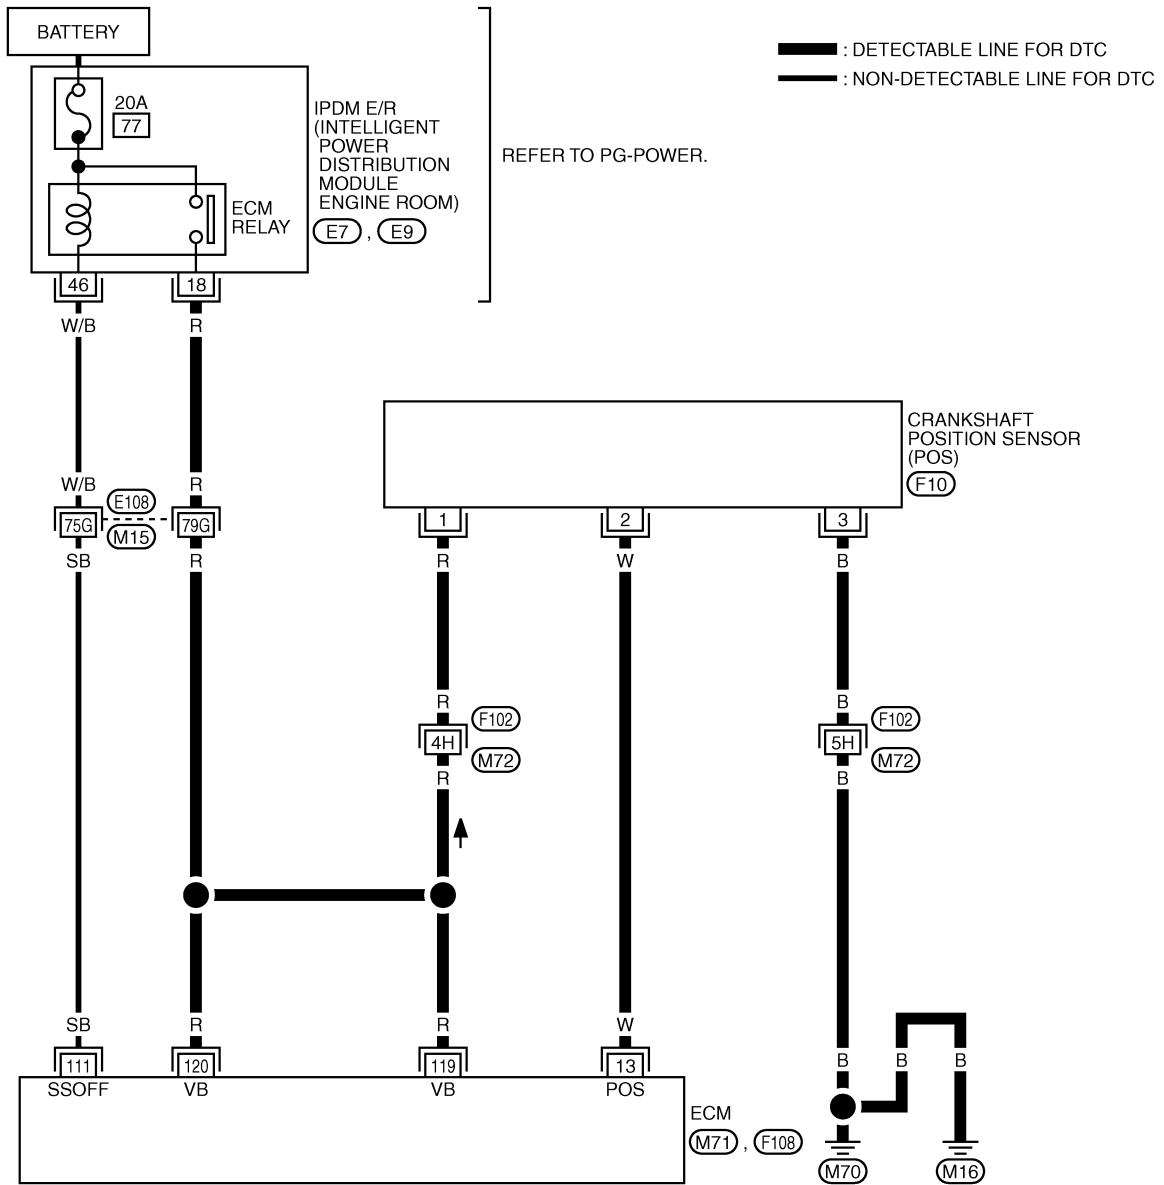 BATTERY
: DETECTABLE LINE FOR DTC
: NON-DETECTABLE LINE FOR DTC
20A
77
IPDM E/R
(INTELLIGENT
POWER
DISTRIBUTION
MODULE
ENGINE ROOM)
E7 , E9
REFER TO PG-POWER.
ECM
RELAY
46 18
W/B R
CRANKSHAFT
POSITION SENSOR
(POS)
F10
W/B R
E108
75G 79G
M15
1 2 3
SB R R W B
R B
F102 F102
4H 5H
M72 M72
R B
SB R R W
B B B
111 120 119 13
SSOFF VB VB POS
ECM
M71 , F108
M70 M16